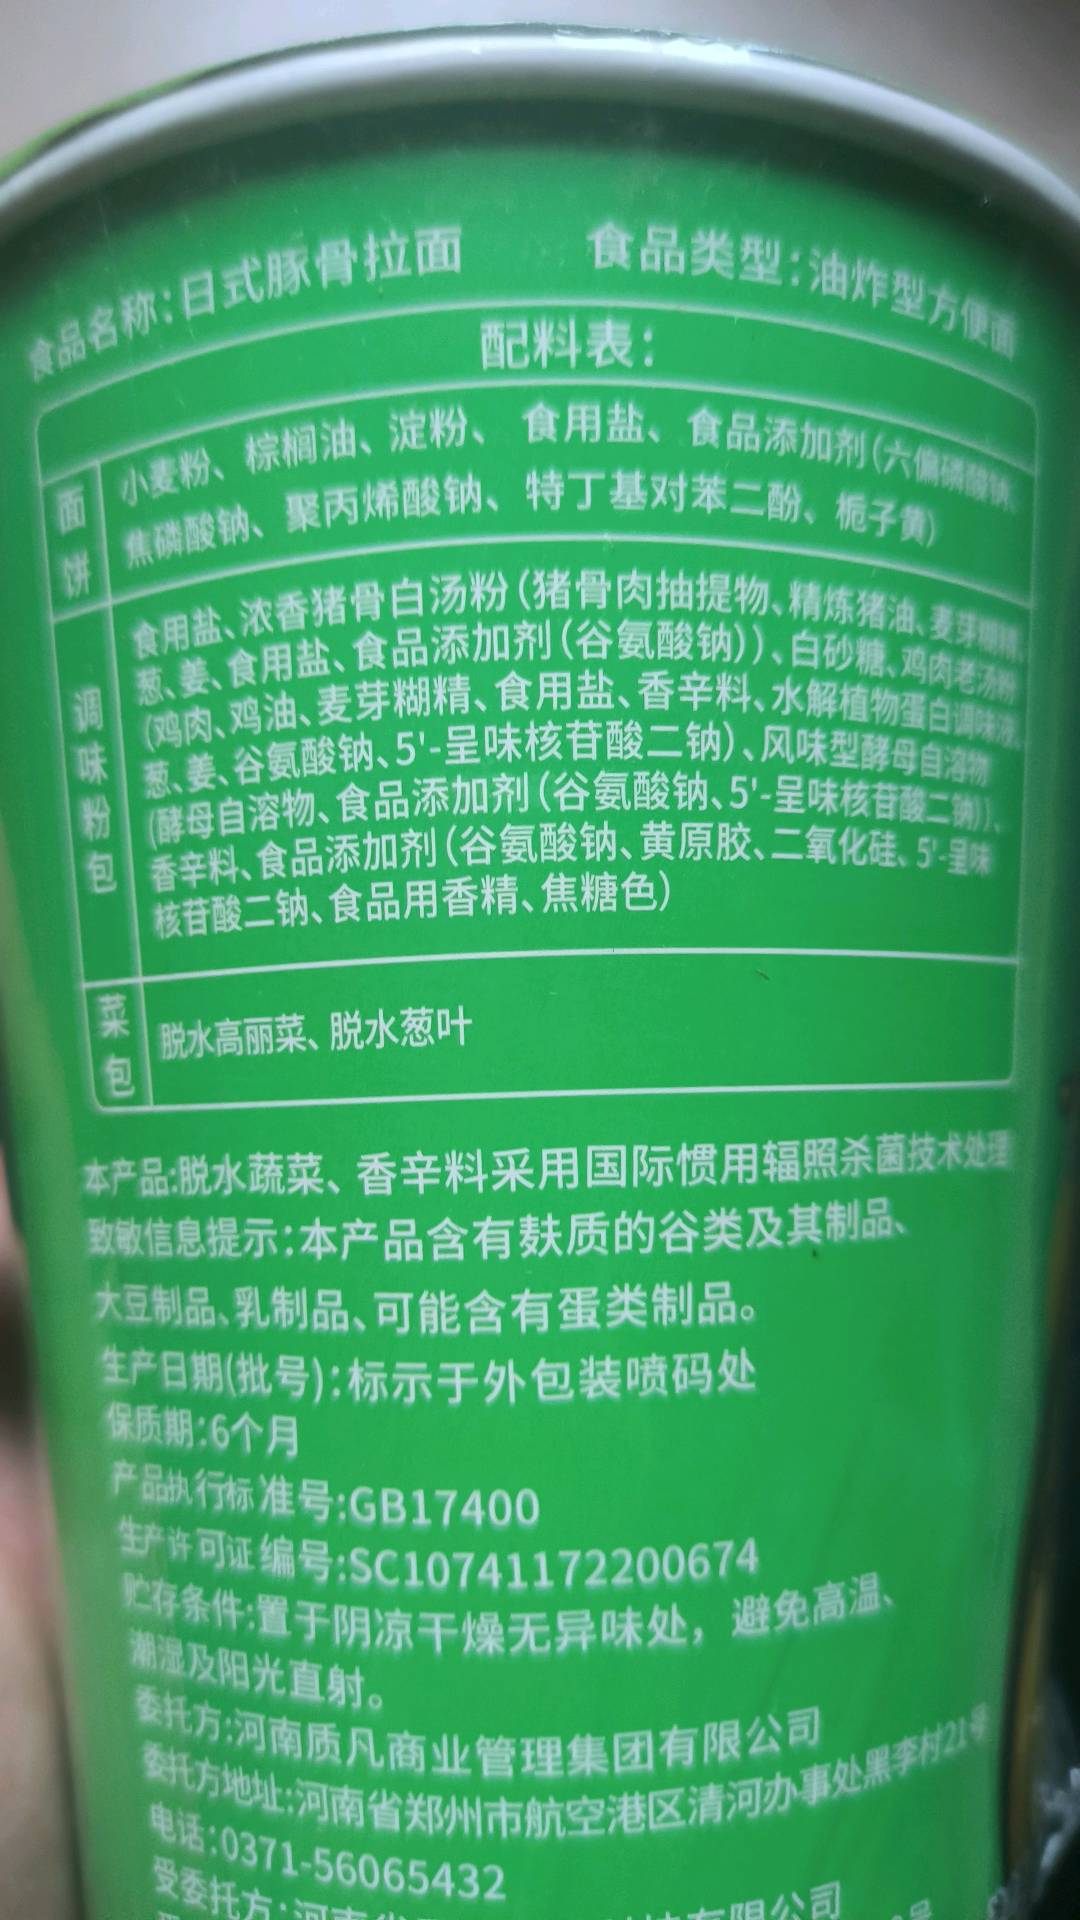 食品名称:日式豚骨拉面 食品类型:油炸型方便面
配料表:
面饼
小麦粉、棕榈油、淀粉、食用盐、食品添加剂(六偏磷酸钠、
焦磷酸钠、聚丙烯酸钠、特丁基对苯二酚、栀子黄)
调味粉包
食用盐、浓香猪骨白汤粉(猪骨肉抽提物、精炼猪油、麦芽糊精、
葱、姜、食用盐、食品添加剂(谷氨酸钠))、白砂糖、鸡肉老汤粉
(鸡肉、鸡油、麦芽糊精、食用盐、香辛料、水解植物蛋白调味液、
葱、姜、谷氨酸钠、5'-呈味核苷酸二钠)、风味型酵母自溶物
(酵母自溶物、食品添加剂(谷氨酸钠、5'-呈味核苷酸二钠))、
香辛料、食品添加剂(谷氨酸钠、黄原胶、二氧化硅、5'-呈味
核苷酸二钠、食品用香精、焦糖色)
菜包
脱水高丽菜、脱水葱叶
本产品:脱水蔬菜、香辛料采用国际惯用辐照杀菌技术处理
致敏信息提示:本产品含有麸质的谷类及其制品、
大豆制品、乳制品、可能含有蛋类制品。
生产日期(批号):标示于外包装喷码处
保质期:6个月
产品执行标准号:GB17400
生产许可证编号:SC10741172200674
贮存条件:置于阴凉干燥无异味处，避免高温、
潮湿及阳光直射。
委托方:河南质凡商业管理集团有限公司
委托方地址:河南省郑州市航空港区清河办事处黑李村21号
电话:0371-56065432
受委托方:河南省 有限公司